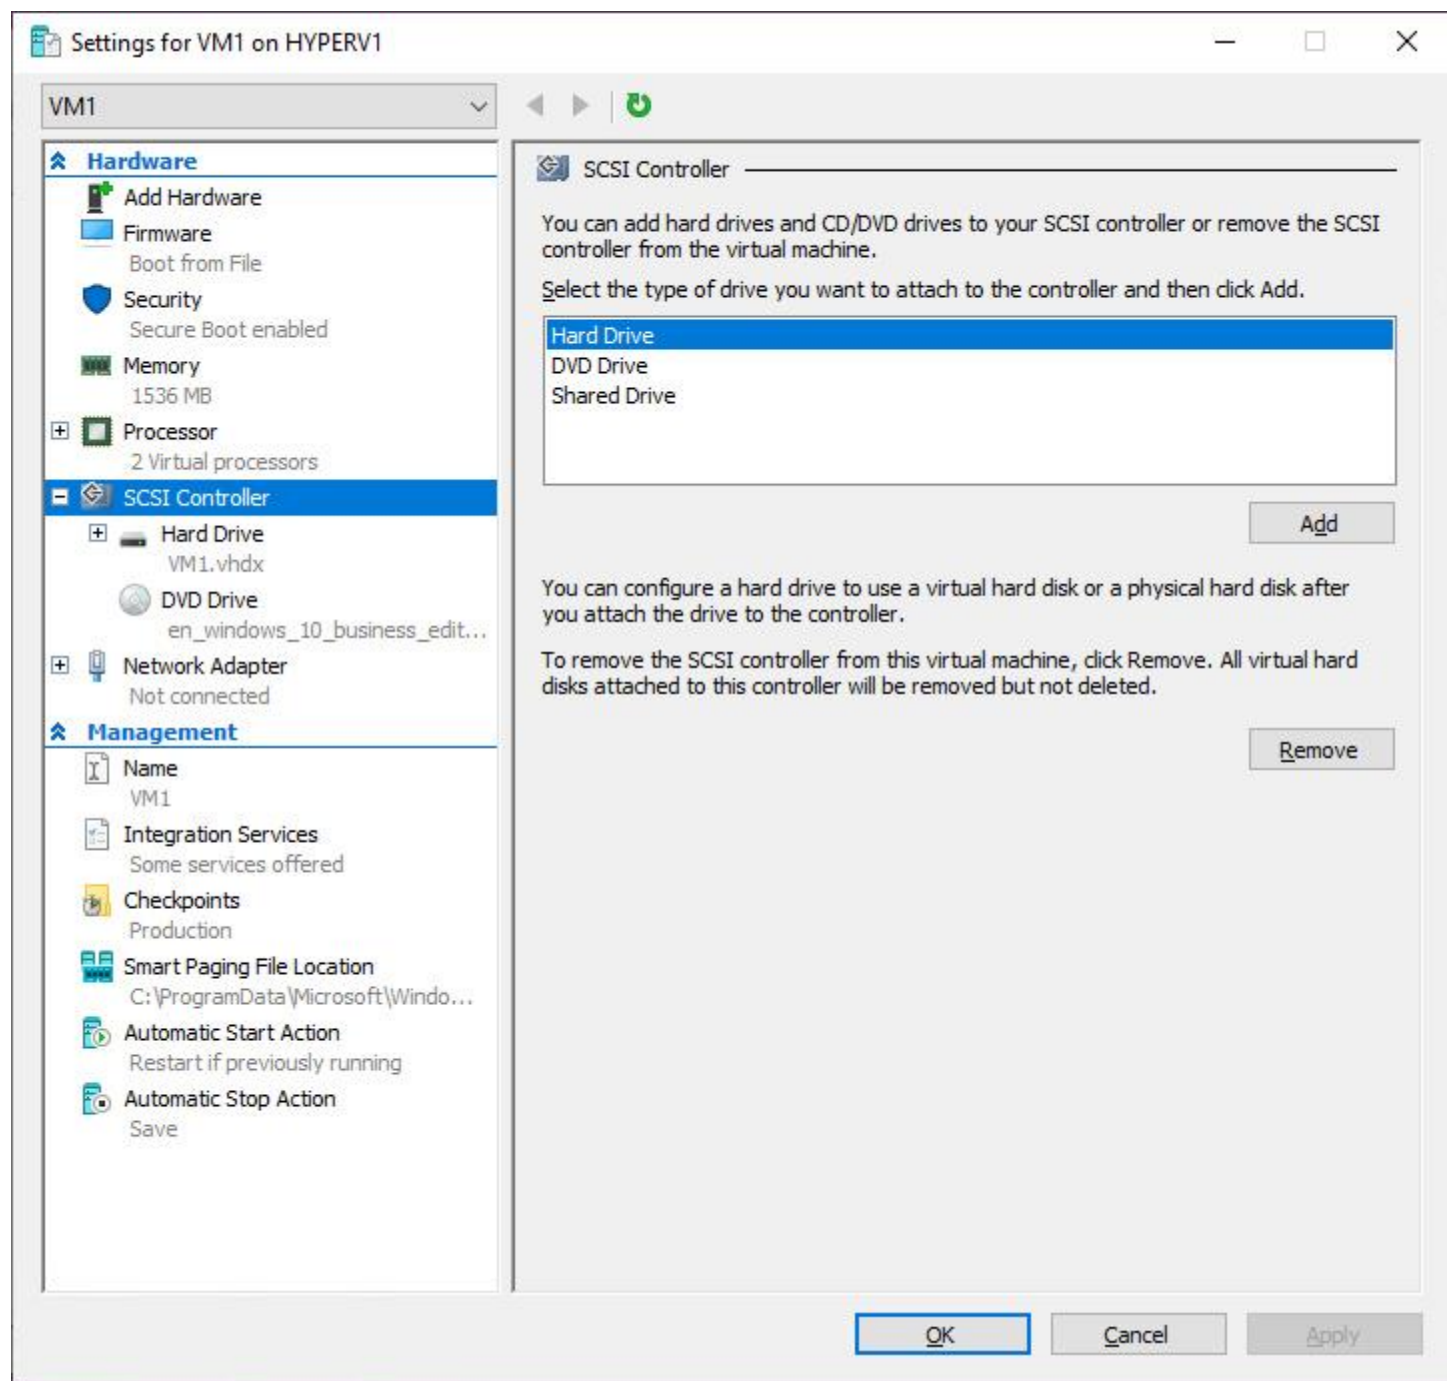 Settings for VM1 on HYPERV1
VM1
Hardware
Add Hardware
Firmware
Boot from File
Security
Secure Boot enabled
Memory
1536 MB
Processor
2 Virtual processors
SCSI Controller
Hard Drive
VM1.vhdx
DVD Drive
en_windows_10_business_edit...
Network Adapter
Not connected
Management
Name
VM1
Integration Services
Some services offered
Checkpoints
Production
Smart Paging File Location
C:\ProgramData\Microsoft\Windo...
Automatic Start Action
Restart if previously running
Automatic Stop Action
Save
SCSI Controller
You can add hard drives and CD/DVD drives to your SCSI controller or remove the SCSI
controller from the virtual machine.
Select the type of drive you want to attach to the controller and then click Add.
Hard Drive
DVD Drive
Shared Drive
Add
You can configure a hard drive to use a virtual hard disk or a physical hard disk after
you attach the drive to the controller.
To remove the SCSI controller from this virtual machine, click Remove. All virtual hard
disks attached to this controller will be removed but not deleted.
Remove
OK
Cancel
Apply